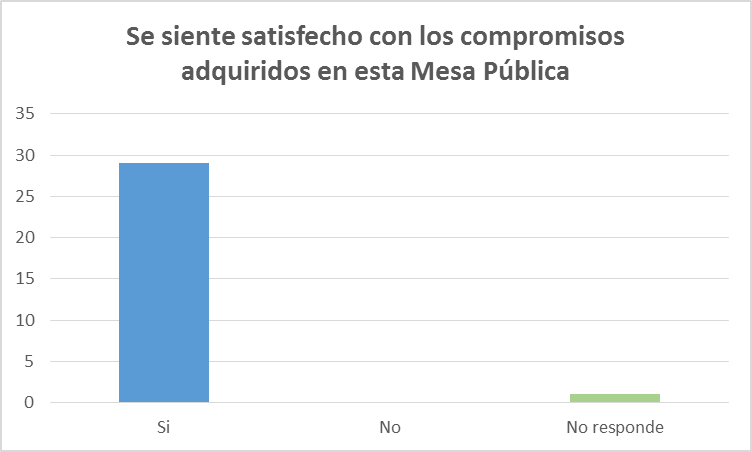 Se siente satisfecho con los compromisos
adquiridos en esta Mesa Pública
35
30
25
20
15
10
5
0
Si
No
No responde